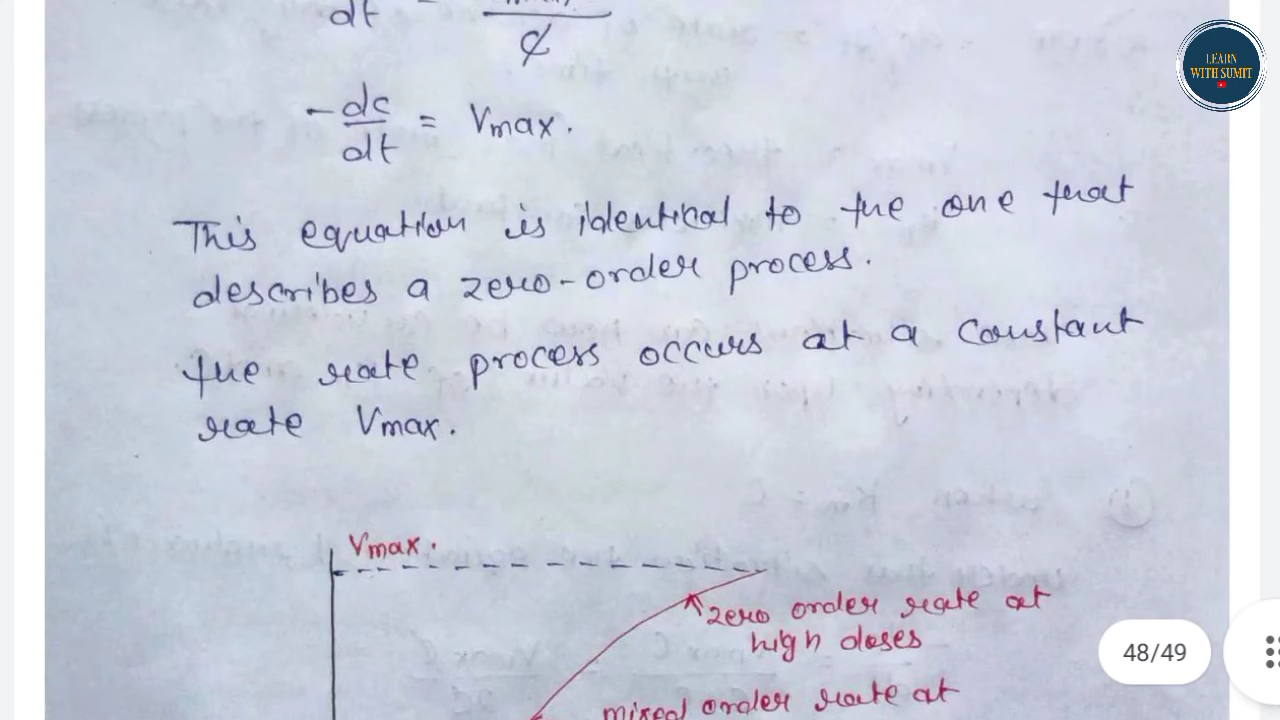 dt
₵
LEARN
WITH SUMIT
-dc/dt = Vmax.
This equation is identical to the one that
describes a zero-order process.
the rate process occurs at a constant
rate Vmax.
Vmax.
zero order rate at
high doses
48/49
mixed order rate at